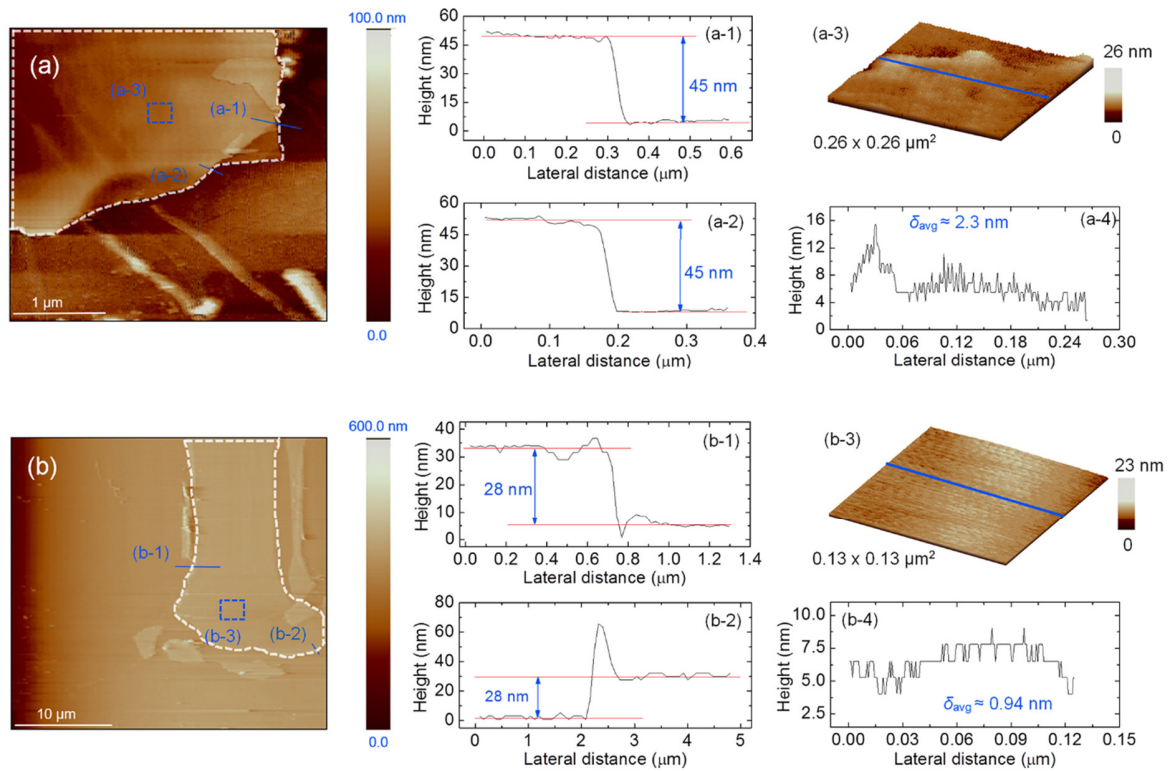 100.0 nm
(a)
(a-3)
(a-1)
(a-2)
1 μm
0.0
(a-1)
Height (nm)
60
45
30
15
0
45 nm
0.0 0.1 0.2 0.3 0.4 0.5 0.6
Lateral distance (μm)
(a-2)
Height (nm)
60
45
30
15
0
45 nm
0.0 0.1 0.2 0.3 0.4
Lateral distance (μm)
(a-3)
26 nm
0
0.26 x 0.26 μm²
(a-4)
δavg ≈ 2.3 nm
Height (nm)
16
12
8
4
0
0.00 0.06 0.12 0.18 0.24 0.30
Lateral distance (μm)
600.0 nm
(b)
(b-1)
(b-3)
(b-2)
10 μm
0.0
(b-1)
Height (nm)
40
30
20
10
0
28 nm
0.0 0.2 0.4 0.6 0.8 1.0 1.2 1.4
Lateral distance (μm)
(b-2)
Height (nm)
80
60
40
20
0
28 nm
0 1 2 3 4 5
Lateral distance (μm)
(b-3)
23 nm
0
0.13 x 0.13 μm²
(b-4)
Height (nm)
10.0
7.5
5.0
2.5
δavg ≈ 0.94 nm
0.00 0.03 0.06 0.09 0.12 0.15
Lateral distance (μm)